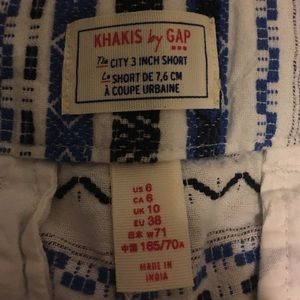 KHAKIS by GAP
The CITY 3 INCH SHORT
Le SHORT DE 7,6 CM
À COUPE URBAINE
US 6
CA 6
UK 10
EU 38
日本 W71
中国 165/70A
MADE IN
INDIA